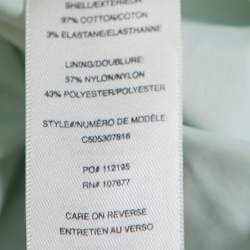 SHELL/EXTÉRIEUR
97% COTTON/COTON
3% ELASTANE/ELASTHANNE
LINING/DOUBLURE:
57% NYLON/NYLON
43% POLYESTER/POLYESTER
STYLE#/NUMÉRO DE MODÈLE:
C505307816
PO# 112195
RN# 107677
CARE ON REVERSE
ENTRETIEN AU VERSO